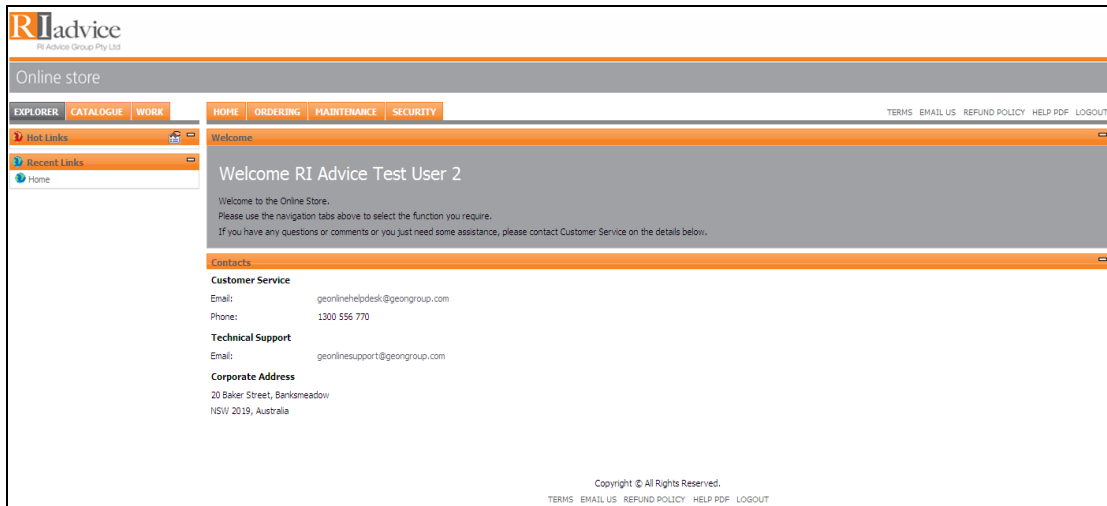 RI advice
RI Advice Group Pty Ltd
Online store
EXPLORER CATALOGUE WORK
HOME ORDERING MAINTENANCE SECURITY
TERMS EMAIL US REFUND POLICY HELP PDF LOGOUT
Hot Links
Recent Links
Home
Welcome
Welcome RI Advice Test User 2
Welcome to the Online Store.
Please use the navigation tabs above to select the function you require.
If you have any questions or comments or you just need some assistance, please contact Customer Service on the details below.
Contacts
Customer Service
Email: geonlinehelpdesk@geongroup.com
Phone: 1300 556 770
Technical Support
Email: geonlinesupport@geongroup.com
Corporate Address
20 Baker Street, Banksmeadow
NSW 2019, Australia
Copyright © All Rights Reserved.
TERMS EMAIL US REFUND POLICY HELP PDF LOGOUT